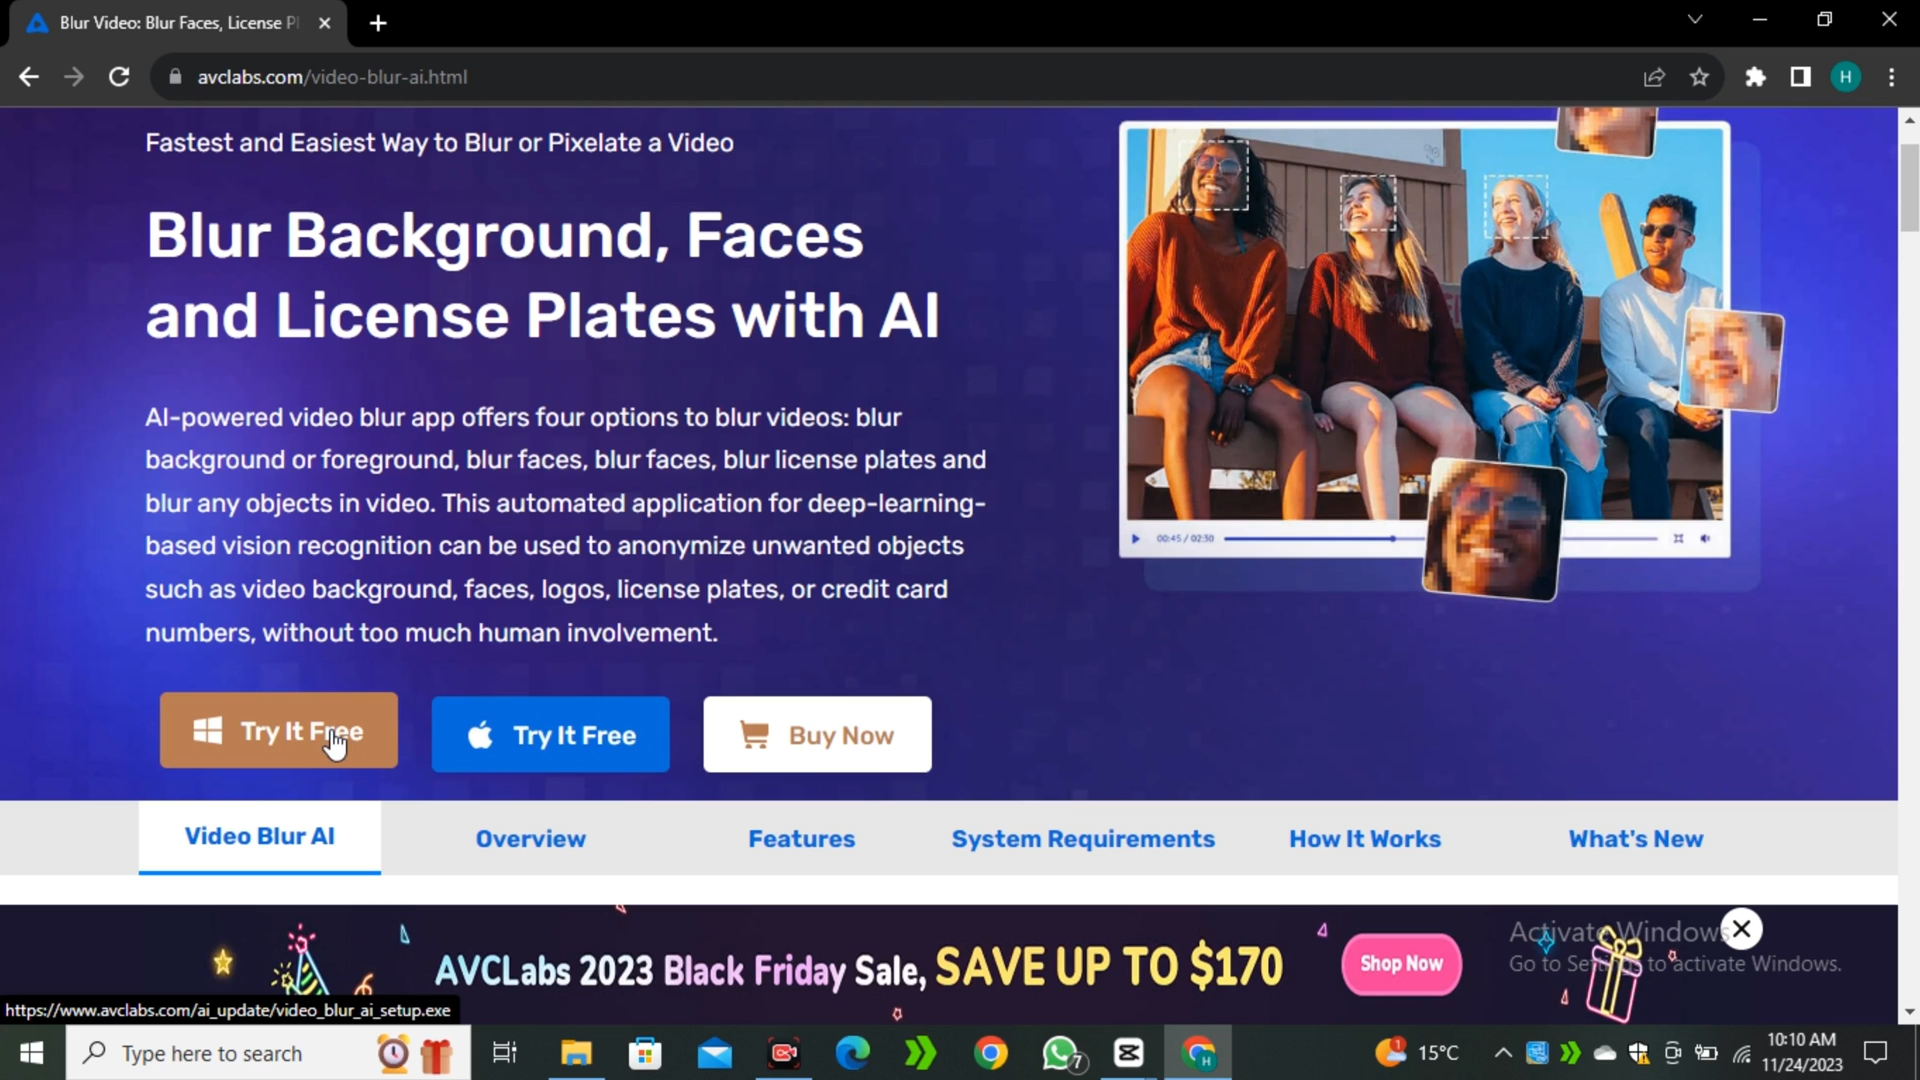 Blur Video: Blur Faces, License Pl
avclabs.com/video-blur-ai.html
H
Fastest and Easiest Way to Blur or Pixelate a Video
Blur Background, Faces
and License Plates with AI
AI-powered video blur app offers four options to blur videos: blur
background or foreground, blur faces, blur faces, blur license plates and
blur any objects in video. This automated application for deep-learning-
based vision recognition can be used to anonymize unwanted objects
such as video background, faces, logos, license plates, or credit card
numbers, without too much human involvement.
00:45 / 02:30
Try It Free
Try It Free
Buy Now
Video Blur AI
Overview
Features
System Requirements
How It Works
What's New
AVCLabs 2023 Black Friday Sale, SAVE UP TO $170
Shop Now
Activate Windows
Go to Settings to activate Windows.
https://www.avclabs.com/ai_update/video_blur_ai_setup.exe
Type here to search
7
H
1
15°C
10:10 AM
11/24/2023